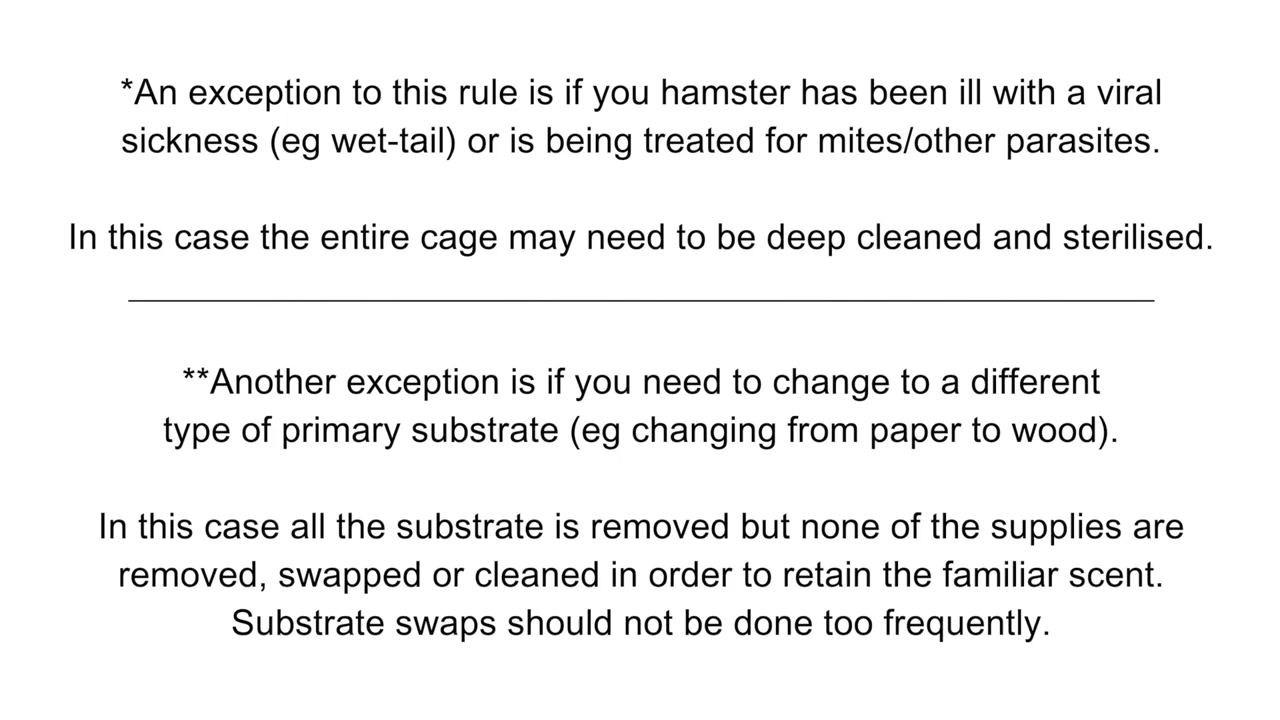 *An exception to this rule is if you hamster has been ill with a viral
sickness (eg wet-tail) or is being treated for mites/other parasites.
In this case the entire cage may need to be deep cleaned and sterilised.
**Another exception is if you need to change to a different
type of primary substrate (eg changing from paper to wood).
In this case all the substrate is removed but none of the supplies are
removed, swapped or cleaned in order to retain the familiar scent.
Substrate swaps should not be done too frequently.